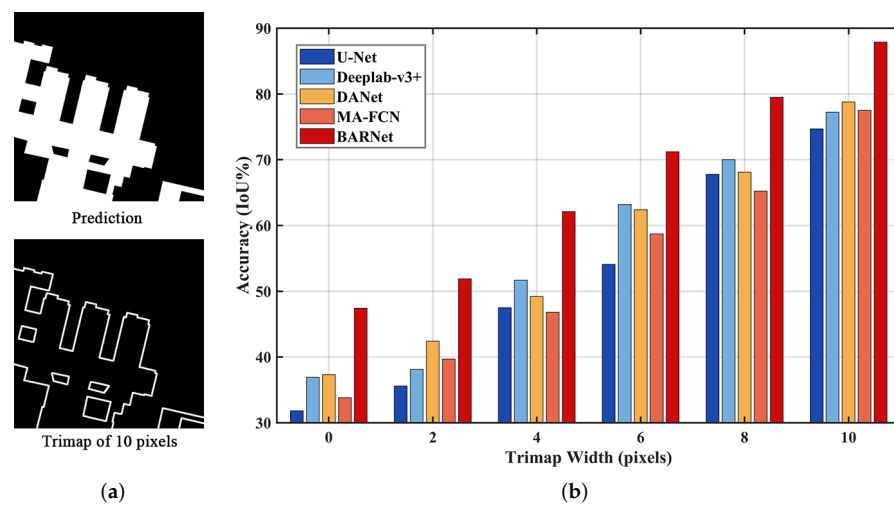 Prediction
Trimap of 10 pixels
(a)
90
80
70
60
50
40
30
Accuracy (IoU%)
U-Net
Deeplab-v3+
DANet
MA-FCN
BARNet
0 2 4 6 8 10
Trimap Width (pixels)
(b)